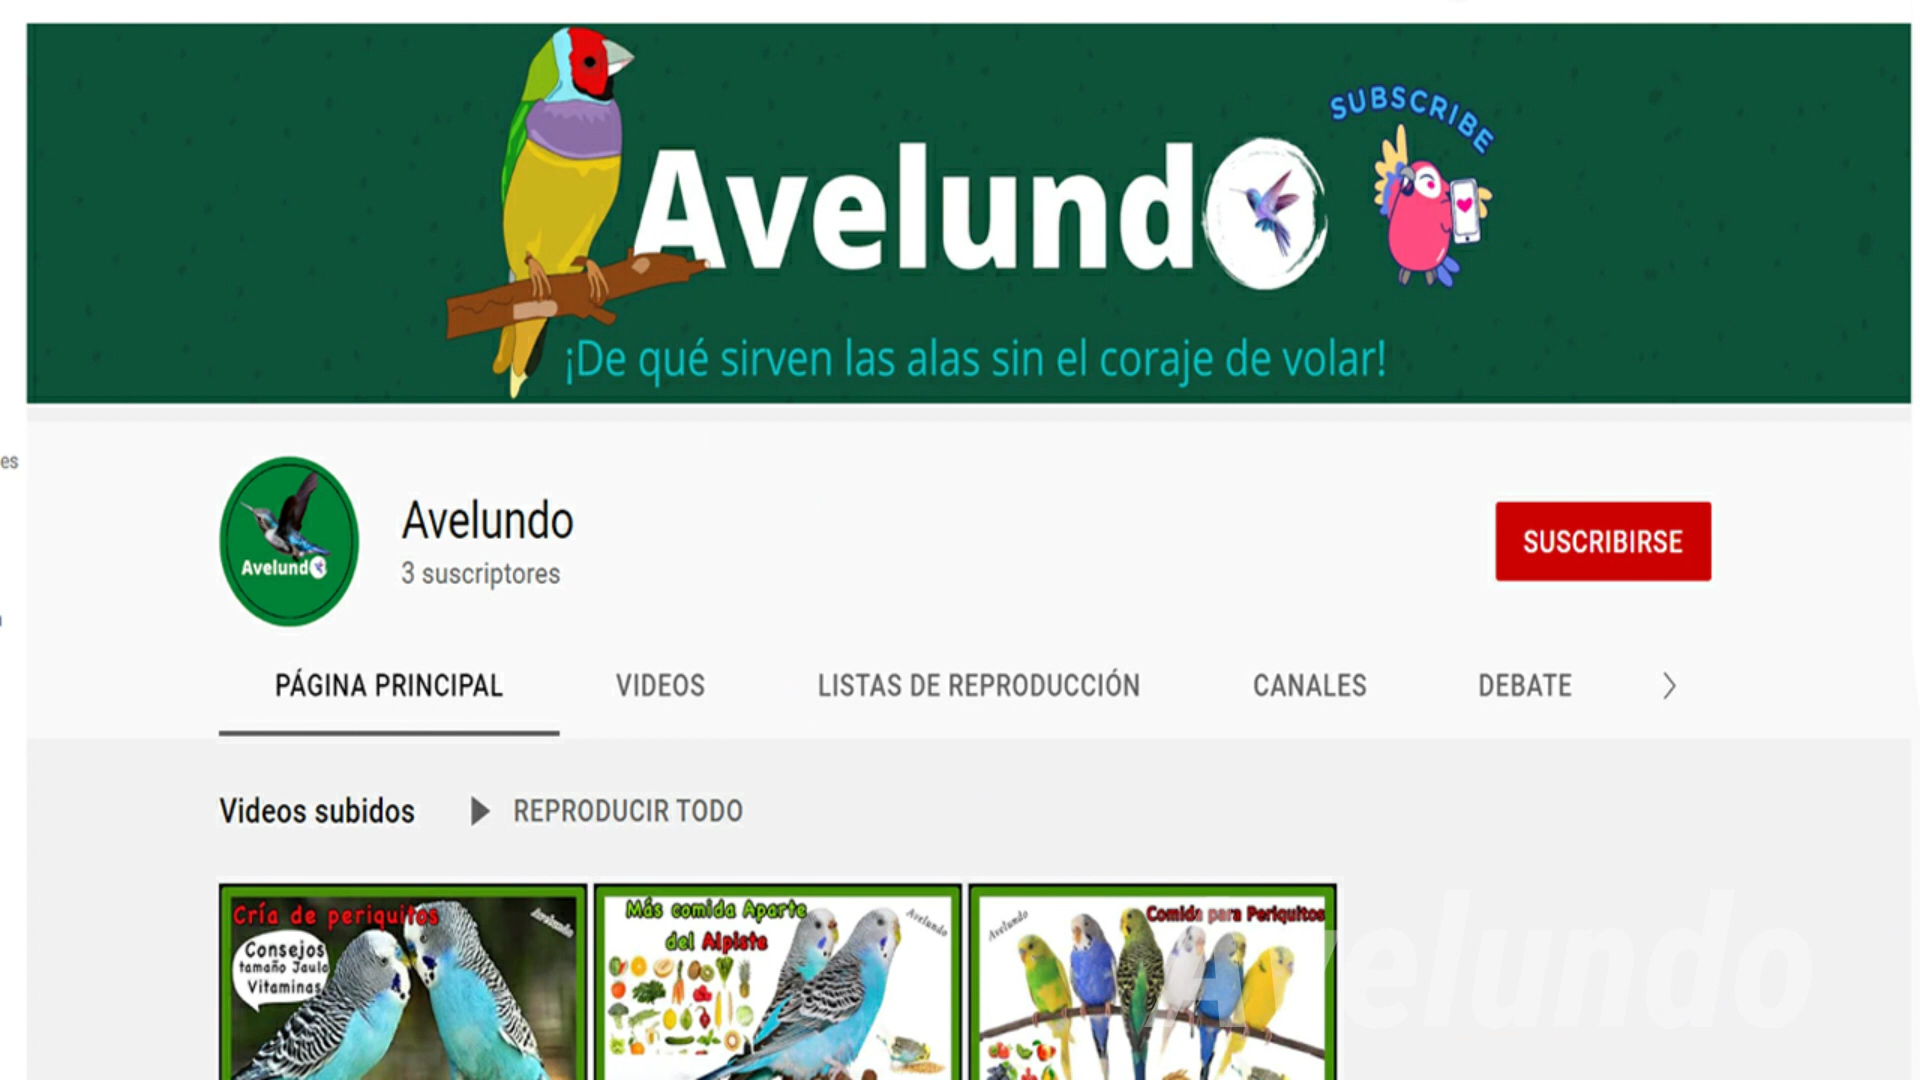 SUBSCRIBE
Avelundo
¡De qué sirven las alas sin el coraje de volar!
es
Avelundo
Avelundo
3 suscriptores
SUSCRIBIRSE
PÁGINA PRINCIPAL VIDEOS LISTAS DE REPRODUCCIÓN CANALES DEBATE
Videos subidos REPRODUCIR TODO
Cría de periquitos
Avelundo
Consejos
tamaño Jaula
Vitaminas
Más comida Aparte
del Alpiste
Avelundo
Avelundo
Comida para Periquitos
Avelundo